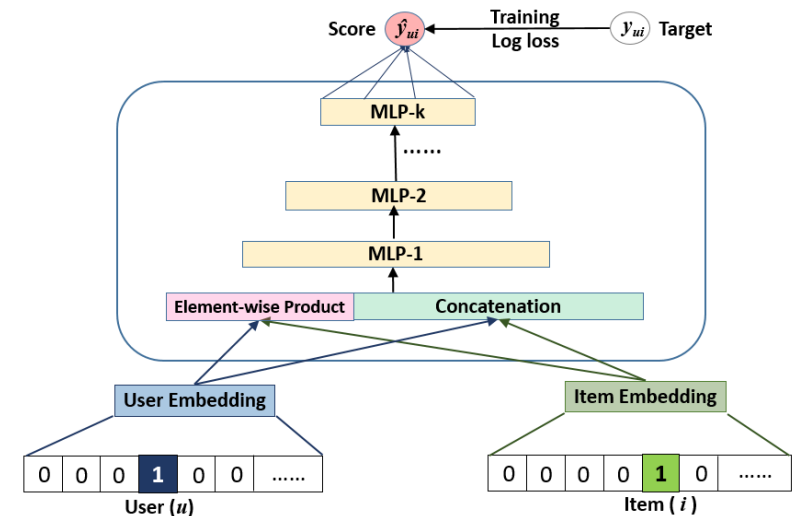 Score ŷui Training yui Target
Log loss
MLP-k
......
MLP-2
MLP-1
Element-wise Product Concatenation
User Embedding Item Embedding
0 0 0 1 0 0 ...... 0 0 0 0 1 0 ......
User (u) Item ( i )